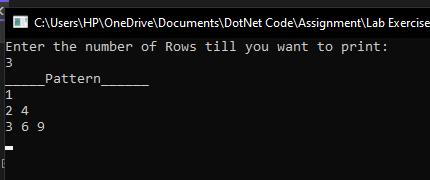 C:\Users\HP\OneDrive\Documents\DotNet Code\Assignment\Lab Exercise
Enter the number of Rows till you want to print:
3
_____Pattern______
1
2 4
3 6 9